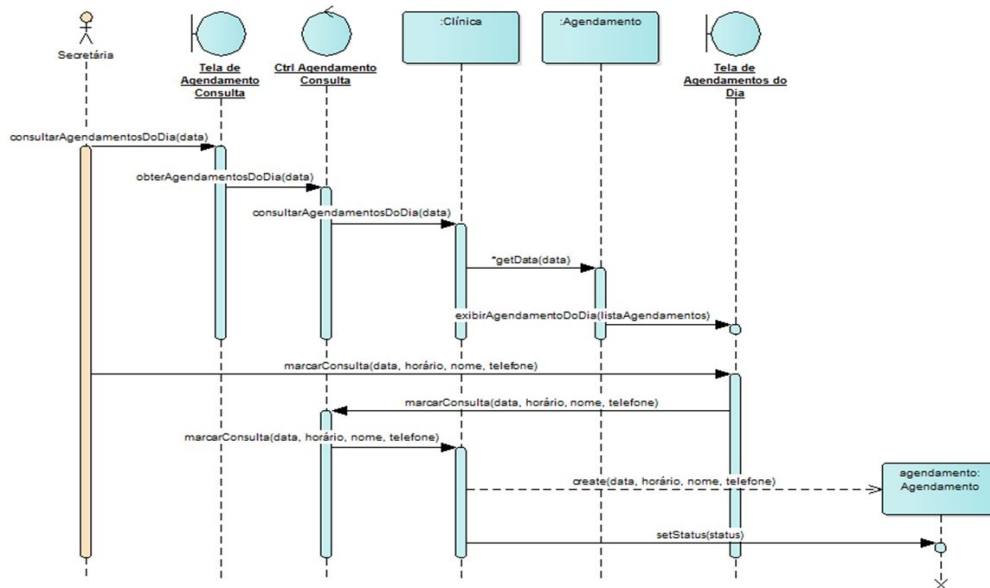 :Clínica
:Agendamento
Secretária
Tela de
Agendamento
Consulta
Ctrl Agendamento
Consulta
Tela de
Agendamentos do
Dia
consultarAgendamentosDoDia(data)
obterAgendamentosDoDia(data)
consultarAgendamentosDoDia(data)
*getData(data)
exibirAgendamentoDoDia(listaAgendamentos)
marcarConsulta(data, horário, nome, telefone)
marcarConsulta(data, horário, nome, telefone)
marcarConsulta(data, horário, nome, telefone)
agendamento:
Agendamento
create(data, horário, nome, telefone)
setStatus(status)